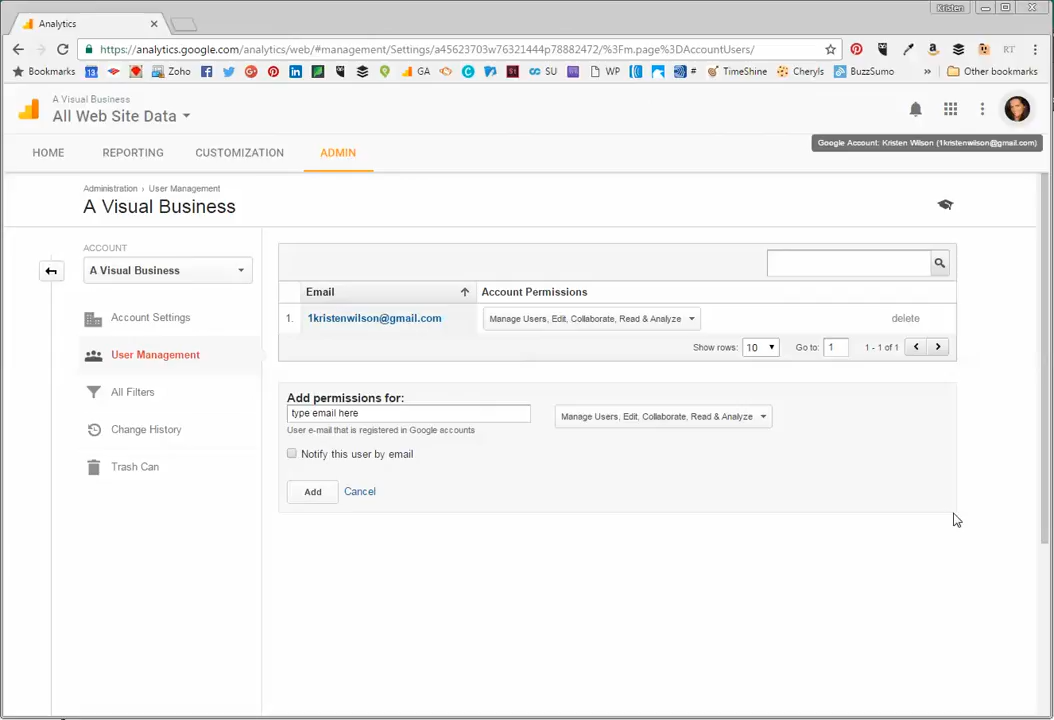 Kristen
Analytics
https://analytics.google.com/analytics/web/#management/Settings/a45623703w76321444p78882472/%3Fm.page%3DAccountUsers/
Bookmarks 13 Zoho GA SU WP # TimeShine Cheryls BuzzSumo » Other bookmarks
RT
A Visual Business
All Web Site Data
Google Account: Kristen Wilson (1kristenwilson@gmail.com)
HOME REPORTING CUSTOMIZATION ADMIN
Administration › User Management
A Visual Business
ACCOUNT
A Visual Business
Account Settings
User Management
All Filters
Change History
Trash Can
Email Account Permissions
1. 1kristenwilson@gmail.com Manage Users, Edit, Collaborate, Read & Analyze delete
Show rows: 10 Go to: 1 1 - 1 of 1
Add permissions for:
type email here Manage Users, Edit, Collaborate, Read & Analyze
User e-mail that is registered in Google accounts
Notify this user by email
Add Cancel